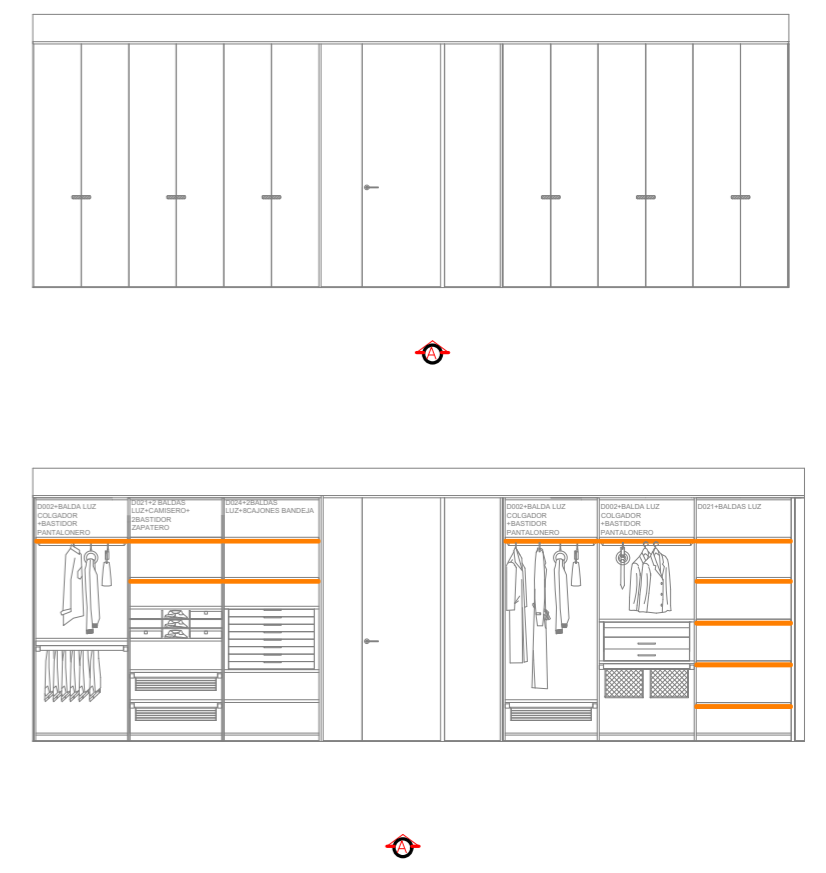 A
D002+BALDA LUZ
COLGADOR
+BASTIDOR
PANTALONERO
D021+2 BALDAS
LUZ+CAMISERO+
2BASTIDOR
ZAPATERO
D024+2BALDAS
LUZ+8CAJONES BANDEJA
D002+BALDA LUZ
COLGADOR
+BASTIDOR
PANTALONERO
D002+BALDA LUZ
COLGADOR
+BASTIDOR
PANTALONERO
D021+BALDAS LUZ
A